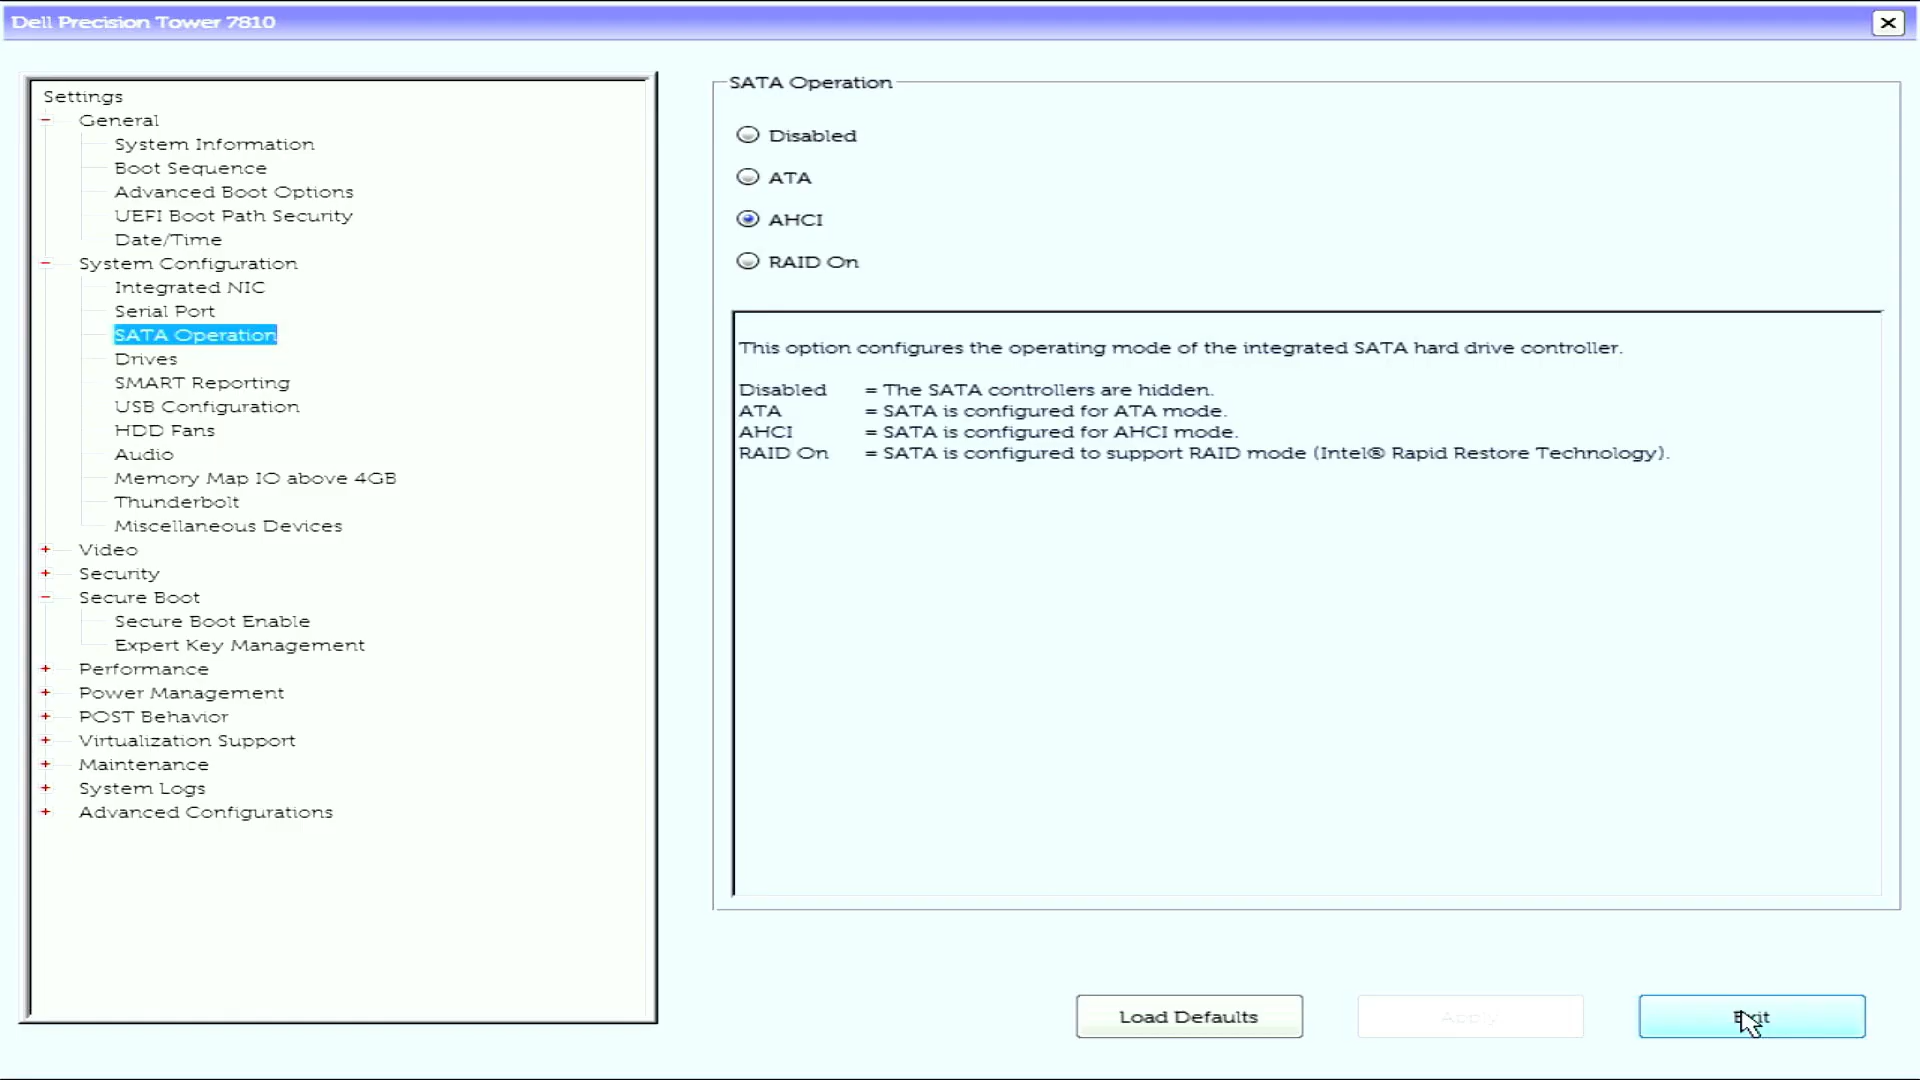 Dell Precision Tower 7810
Settings
General
System Information
Boot Sequence
Advanced Boot Options
UEFI Boot Path Security
Date/Time
System Configuration
Integrated NIC
Serial Port
SATA Operation
Drives
SMART Reporting
USB Configuration
HDD Fans
Audio
Memory Map IO above 4GB
Thunderbolt
Miscellaneous Devices
Video
Security
Secure Boot
Secure Boot Enable
Expert Key Management
Performance
Power Management
POST Behavior
Virtualization Support
Maintenance
System Logs
Advanced Configurations
SATA Operation
Disabled
ATA
AHCI
RAID On
This option configures the operating mode of the integrated SATA hard drive controller.
Disabled = The SATA controllers are hidden.
ATA = SATA is configured for ATA mode.
AHCI = SATA is configured for AHCI mode.
RAID On = SATA is configured to support RAID mode (Intel® Rapid Restore Technology).
Load Defaults
Apply
Exit